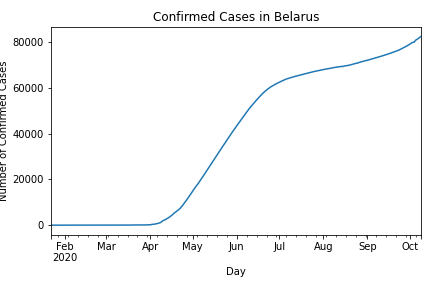 Confirmed Cases in Belarus
Number of Confirmed Cases
80000
60000
40000
20000
0
Feb Mar Apr May Jun Jul Aug Sep Oct
2020
Day